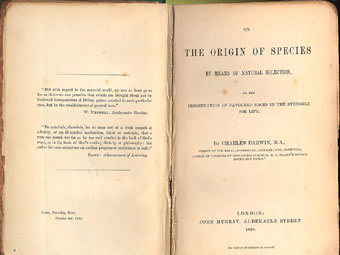 "But with regard to the material world, we can at least go so
far as this—we can perceive that events are brought about not by
insulated interpositions of Divine power, exerted in each particular
case, but by the establishment of general laws."
W. WHEWELL: Bridgewater Treatise.
"To conclude, therefore, let no man out of a weak conceit of
sobriety, or an ill-applied moderation, think or maintain, that a
man can search too far or be too well studied in the book of God's
word, or in the book of God's works; divinity or philosophy; but
rather let men endeavour an endless progress or proficience in both."
BACON: Advancement of Learning.
Down, Bromley, Kent,
October 1st, 1859.
ON
THE ORIGIN OF SPECIES
BY MEANS OF NATURAL SELECTION,
OR THE
PRESERVATION OF FAVOURED RACES IN THE STRUGGLE
FOR LIFE.
BY CHARLES DARWIN, M.A.,
FELLOW OF THE ROYAL, GEOLOGICAL, LINNÆAN, ETC., SOCIETIES;
AUTHOR OF 'JOURNAL OF RESEARCHES DURING H. M. S. BEAGLE'S VOYAGE
ROUND THE WORLD.'
LONDON:
JOHN MURRAY, ALBEMARLE STREET.
1859.
The right of Translation is reserved.